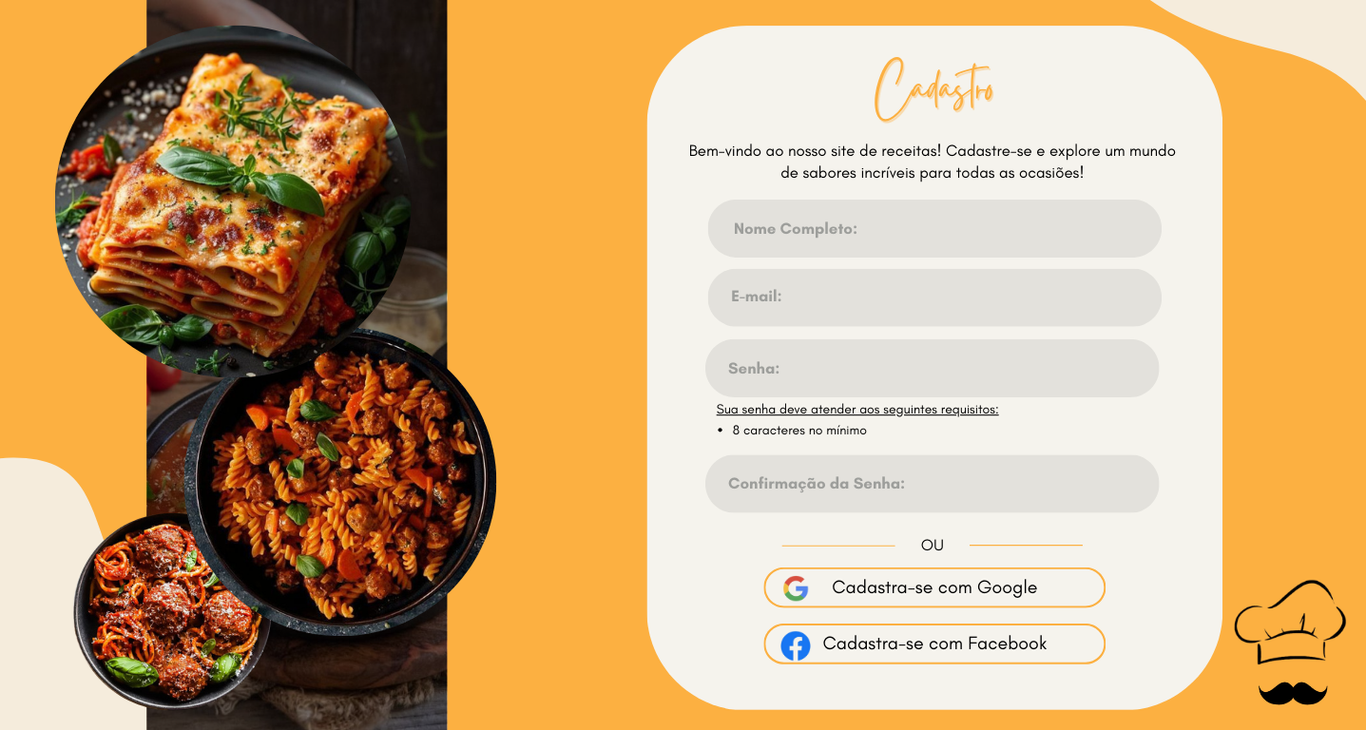 Cadastro
Bem-vindo ao nosso site de receitas! Cadastre-se e explore um mundo
de sabores incríveis para todas as ocasiões!
Nome Completo:
E-mail:
Senha:
Sua senha deve atender aos seguintes requisitos:
• 8 caracteres no mínimo
Confirmação da Senha:
OU
Cadastra-se com Google
Cadastra-se com Facebook